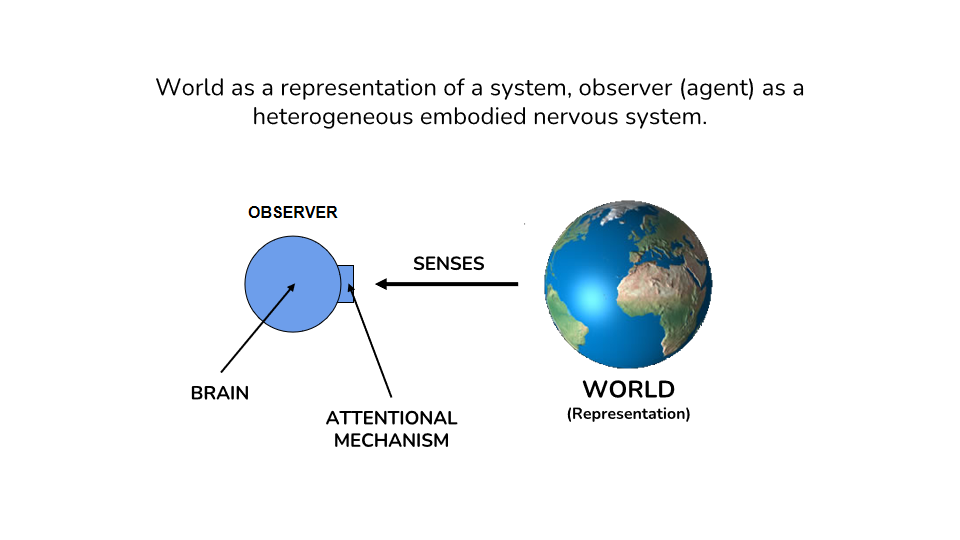 World as a representation of a system, observer (agent) as a
heterogeneous embodied nervous system.
OBSERVER
SENSES
BRAIN
ATTENTIONAL
MECHANISM
WORLD
(Representation)